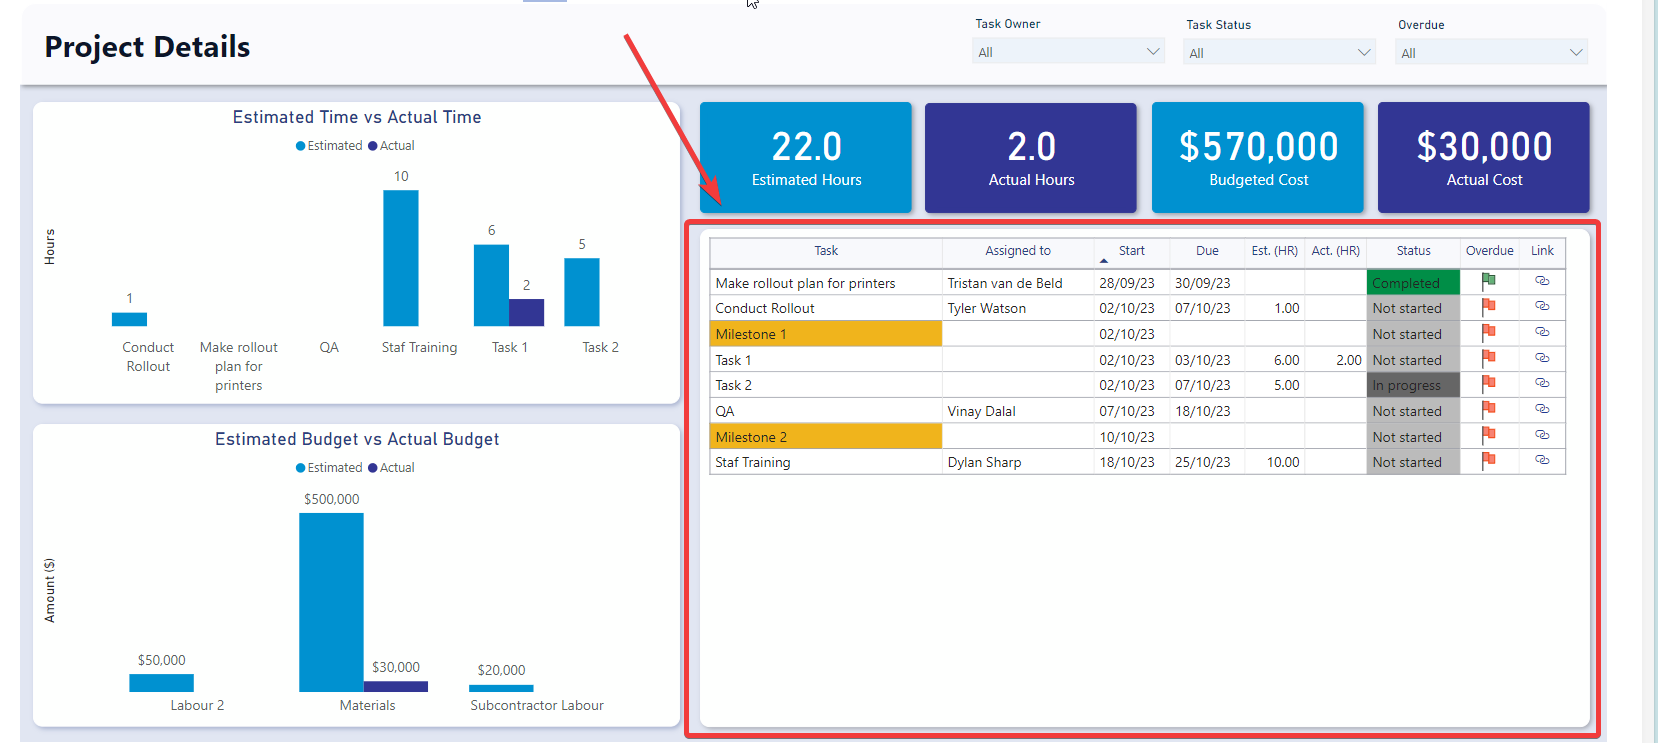 Project Details
Task Owner
All
Task Status
All
Overdue
All
Estimated Time vs Actual Time
Estimated Actual
Hours
1
10
6
2
5
Conduct Rollout
Make rollout plan for printers
QA
Staf Training
Task 1
Task 2
Estimated Budget vs Actual Budget
Estimated Actual
Amount ($)
$50,000
$500,000
$30,000
$20,000
Labour 2
Materials
Subcontractor Labour
22.0
Estimated Hours
2.0
Actual Hours
$570,000
Budgeted Cost
$30,000
Actual Cost
Task Assigned to Start Due Est. (HR) Act. (HR) Status Overdue Link
Make rollout plan for printers Tristan van de Beld 28/09/23 30/09/23 Completed
Conduct Rollout Tyler Watson 02/10/23 07/10/23 1.00 Not started
Milestone 1 02/10/23 Not started
Task 1 02/10/23 03/10/23 6.00 2.00 Not started
Task 2 02/10/23 07/10/23 5.00 In progress
QA Vinay Dalal 07/10/23 18/10/23 Not started
Milestone 2 10/10/23 Not started
Staf Training Dylan Sharp 18/10/23 25/10/23 10.00 Not started